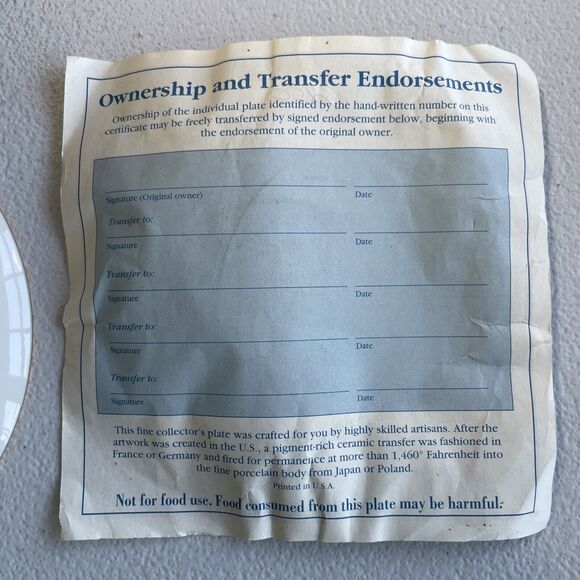 Ownership and Transfer Endorsements
Ownership of the individual plate identified by the hand-written number on this
certificate may be freely transferred by signed endorsement below, beginning with
the endorsement of the original owner.
Signature (Original owner) Date
Transfer to:
Signature Date
Transfer to:
Signature Date
Transfer to:
Signature Date
Transfer to:
Signature Date
This fine collector's plate was crafted for you by highly skilled artisans. After the
artwork was created in the U.S., a pigment-rich ceramic transfer was fashioned in
France or Germany and fired for permanence at more than 1,460° Fahrenheit into
the fine porcelain body from Japan or Poland.
Printed in U.S.A.
Not for food use. Food consumed from this plate may be harmful.